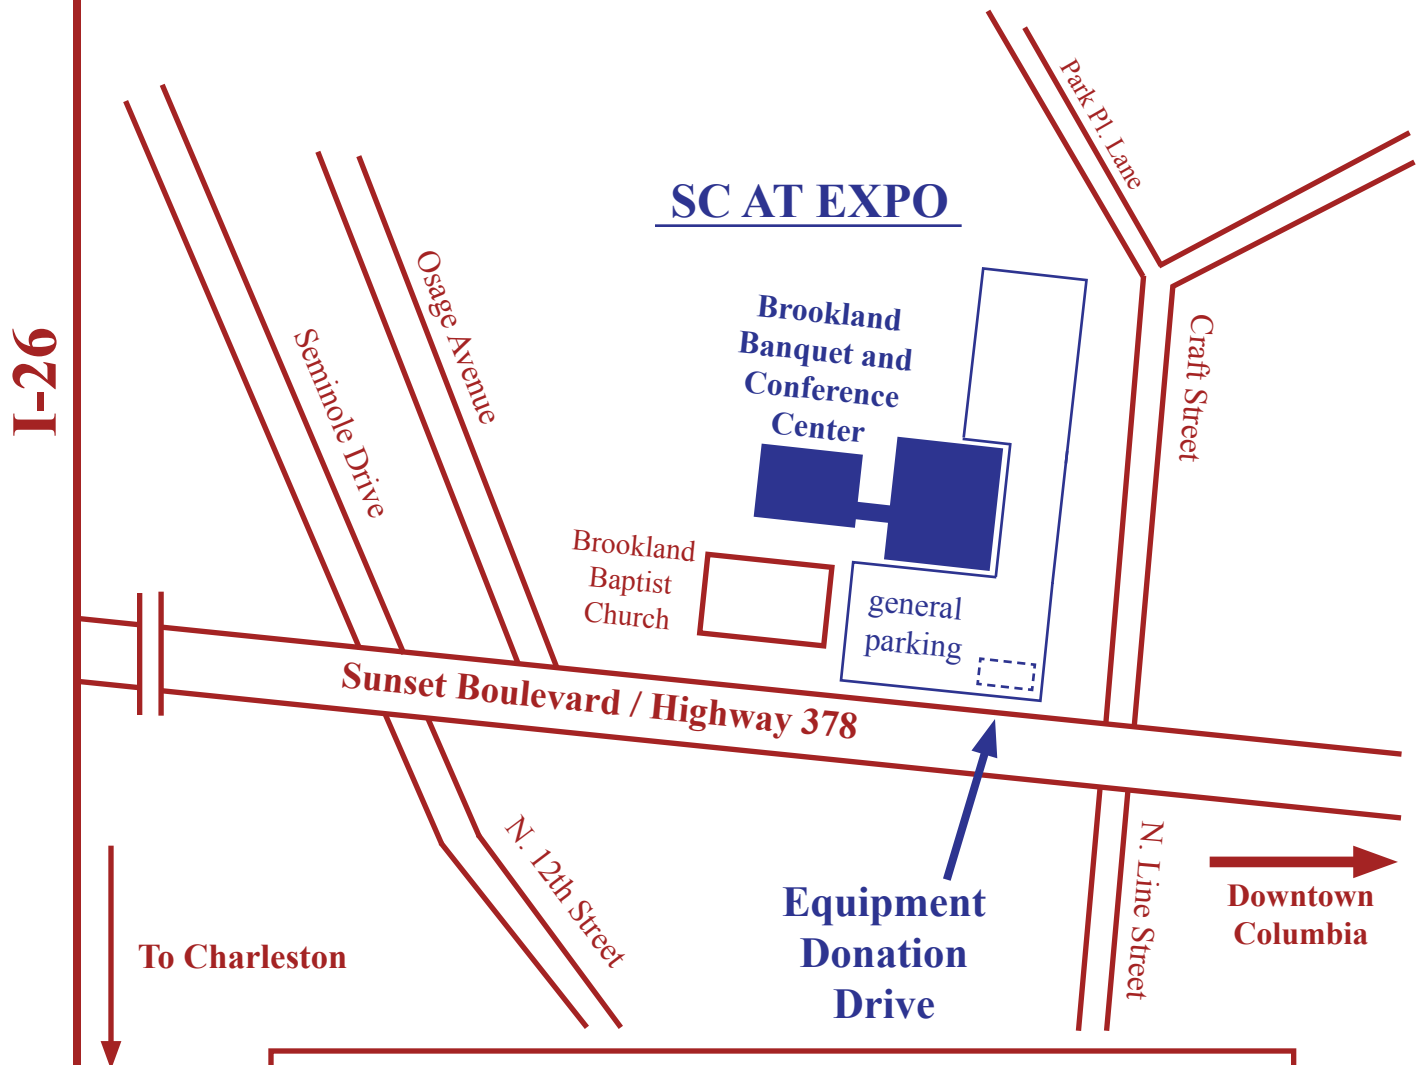 Park Pl. Lane
SC AT EXPO
Osage Avenue
Brookland
Banquet and
Conference
Center
Craft Street
I-26
Seminole Drive
Brookland
Baptist
Church
general
parking
Sunset Boulevard / Highway 378
N. 12th Street
N. Line Street
Equipment
Donation
Drive
Downtown
Columbia
To Charleston